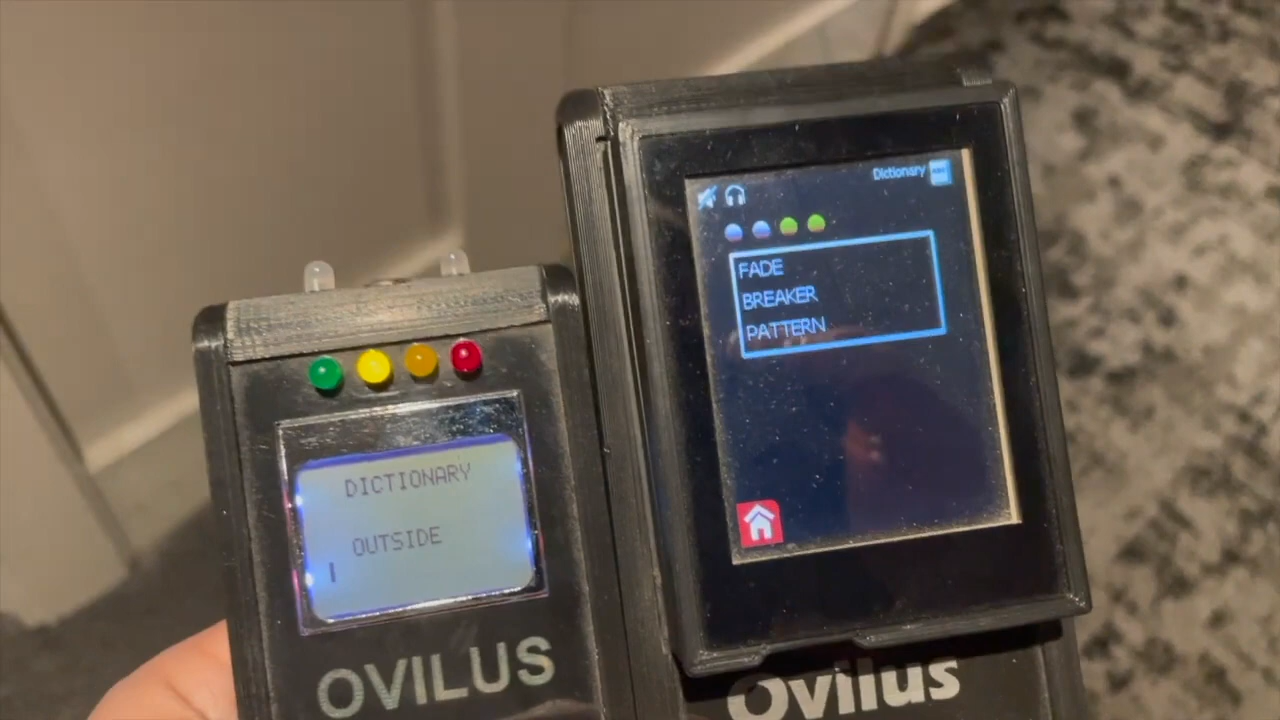 DICTIONARY
OUTSIDE
OVILUS
Dictionary
FADE
BREAKER
PATTERN
Ovilus